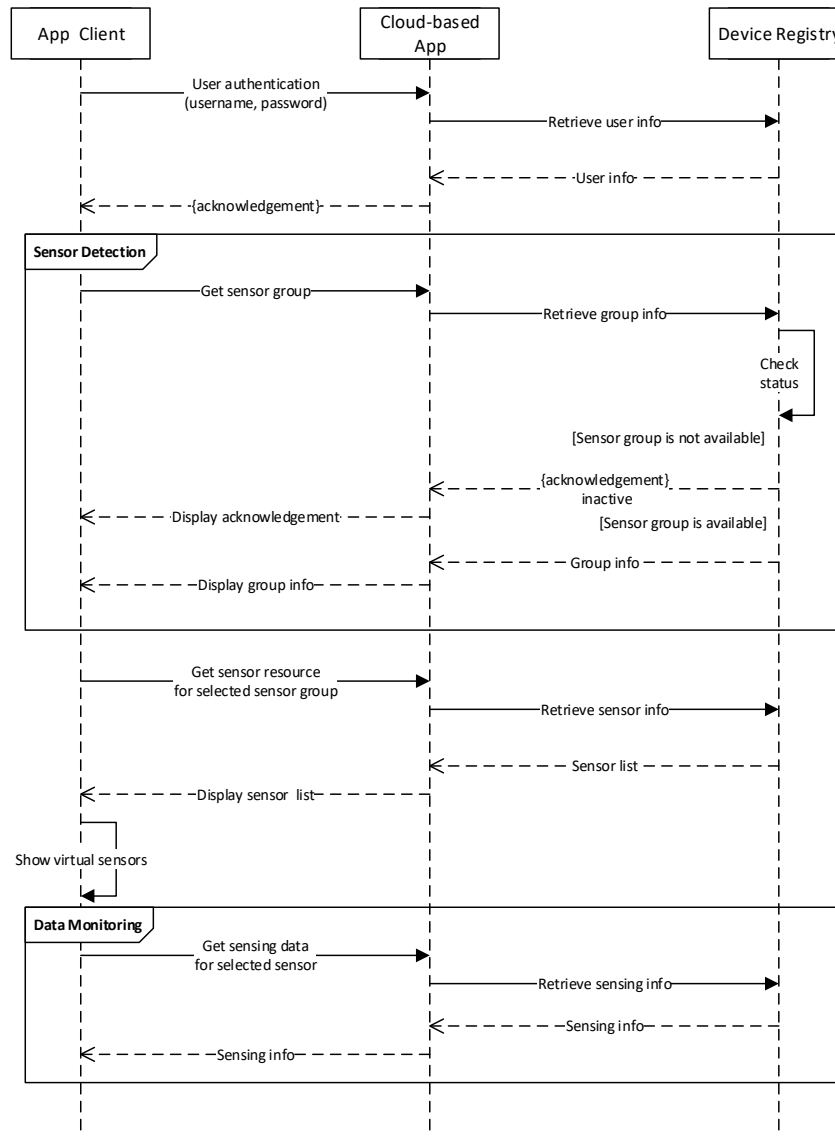 App Client
Cloud-based
App
Device Registry
User authentication
(username, password)
Retrieve user info
User info
{acknowledgement}
Sensor Detection
Get sensor group
Retrieve group info
Check
status
[Sensor group is not available]
{acknowledgement}
inactive
Display acknowledgement
[Sensor group is available]
Group info
Display group info
Get sensor resource
for selected sensor group
Retrieve sensor info
Sensor list
Display sensor list
Show virtual sensors
Data Monitoring
Get sensing data
for selected sensor
Retrieve sensing info
Sensing info
Sensing info